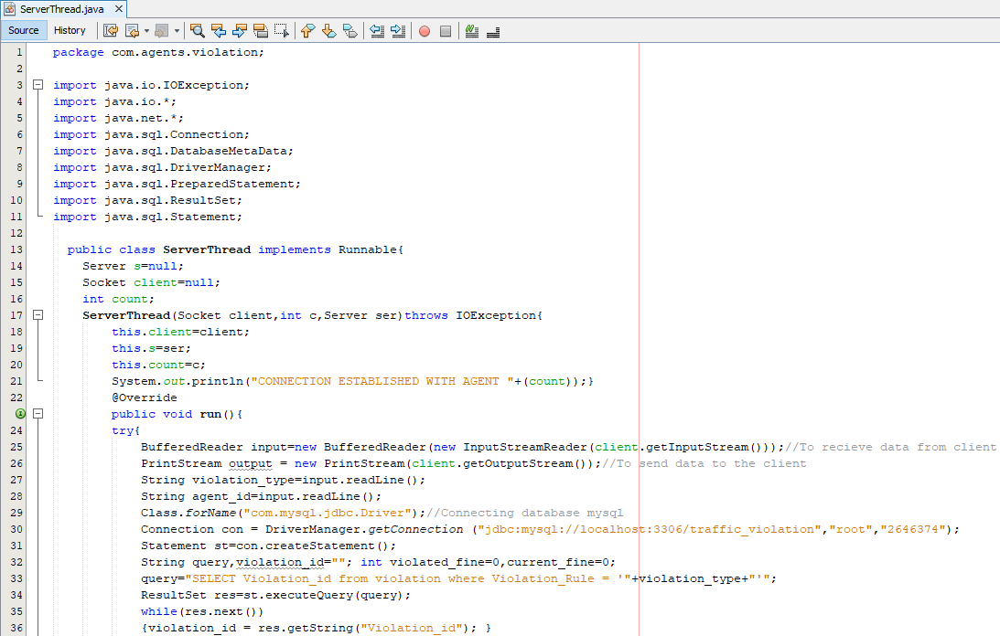 ServerThread.java
Source History
1 package com.agents.violation;
2
3 import java.io.IOException;
4 import java.io.*;
5 import java.net.*;
6 import java.sql.Connection;
7 import java.sql.DatabaseMetaData;
8 import java.sql.DriverManager;
9 import java.sql.PreparedStatement;
10 import java.sql.ResultSet;
11 import java.sql.Statement;
12
13 public class ServerThread implements Runnable{
14 Server s=null;
15 Socket client=null;
16 int count;
17 ServerThread(Socket client,int c,Server ser)throws IOException{
18 this.client=client;
19 this.s=ser;
20 this.count=c;
21 System.out.println("CONNECTION ESTABLISHED WITH AGENT "+(count));}
22 @Override
public void run(){
24 try{
25 BufferedReader input=new BufferedReader(new InputStreamReader(client.getInputStream()));//To recieve data from client
26 PrintStream output = new PrintStream(client.getOutputStream());//To send data to the client
27 String violation_type=input.readLine();
28 String agent_id=input.readLine();
29 Class.forName("com.mysql.jdbc.Driver");//Connecting database mysql
30 Connection con = DriverManager.getConnection ("jdbc:mysql://localhost:3306/traffic_violation","root","2646374");
31 Statement st=con.createStatement();
32 String query,violation_id=""; int violated_fine=0,current_fine=0;
33 query="SELECT Violation_id from violation where Violation_Rule = '"+violation_type+"'";
34 ResultSet res=st.executeQuery(query);
35 while(res.next())
36 {violation_id = res.getString("Violation_id"); }